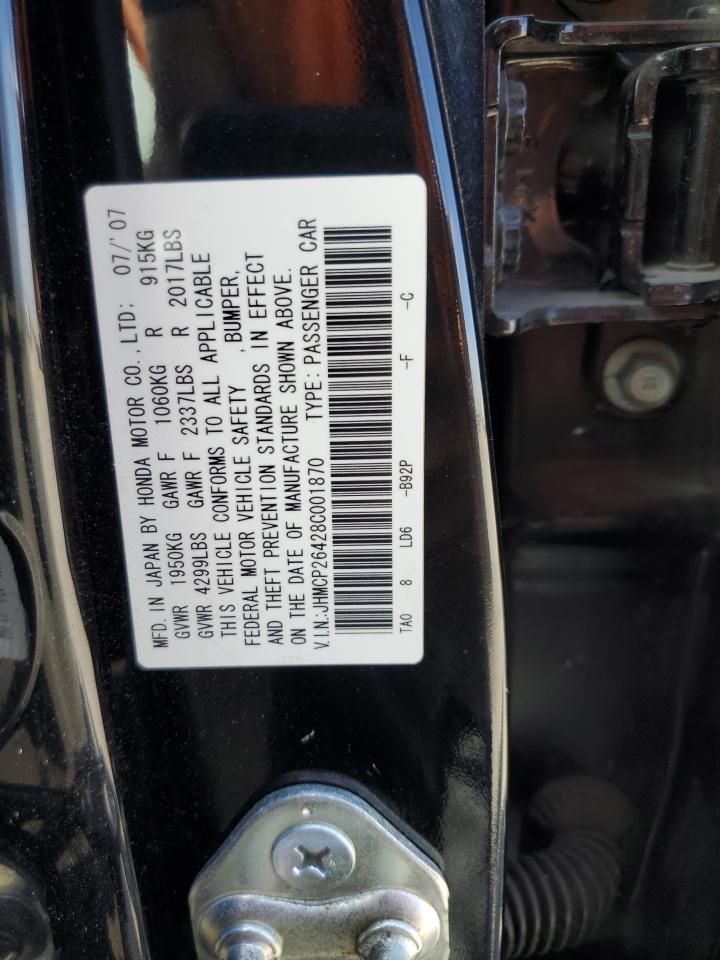 MFD. IN JAPAN BY HONDA MOTOR CO., LTD; 07/'07
GVWR 1950KG GAWR F 1060KG R 915KG
GVWR 4299LBS GAWR F 2337LBS R 2017LBS
THIS VEHICLE CONFORMS TO ALL APPLICABLE
FEDERAL MOTOR VEHICLE SAFETY , BUMPER,
AND THEFT PREVENTION STANDARDS IN EFFECT
ON THE DATE OF MANUFACTURE SHOWN ABOVE.
V.I.N.:JHMCP26428C001870 TYPE: PASSENGER CAR
TA0 8 LD6 -B92P -F -C